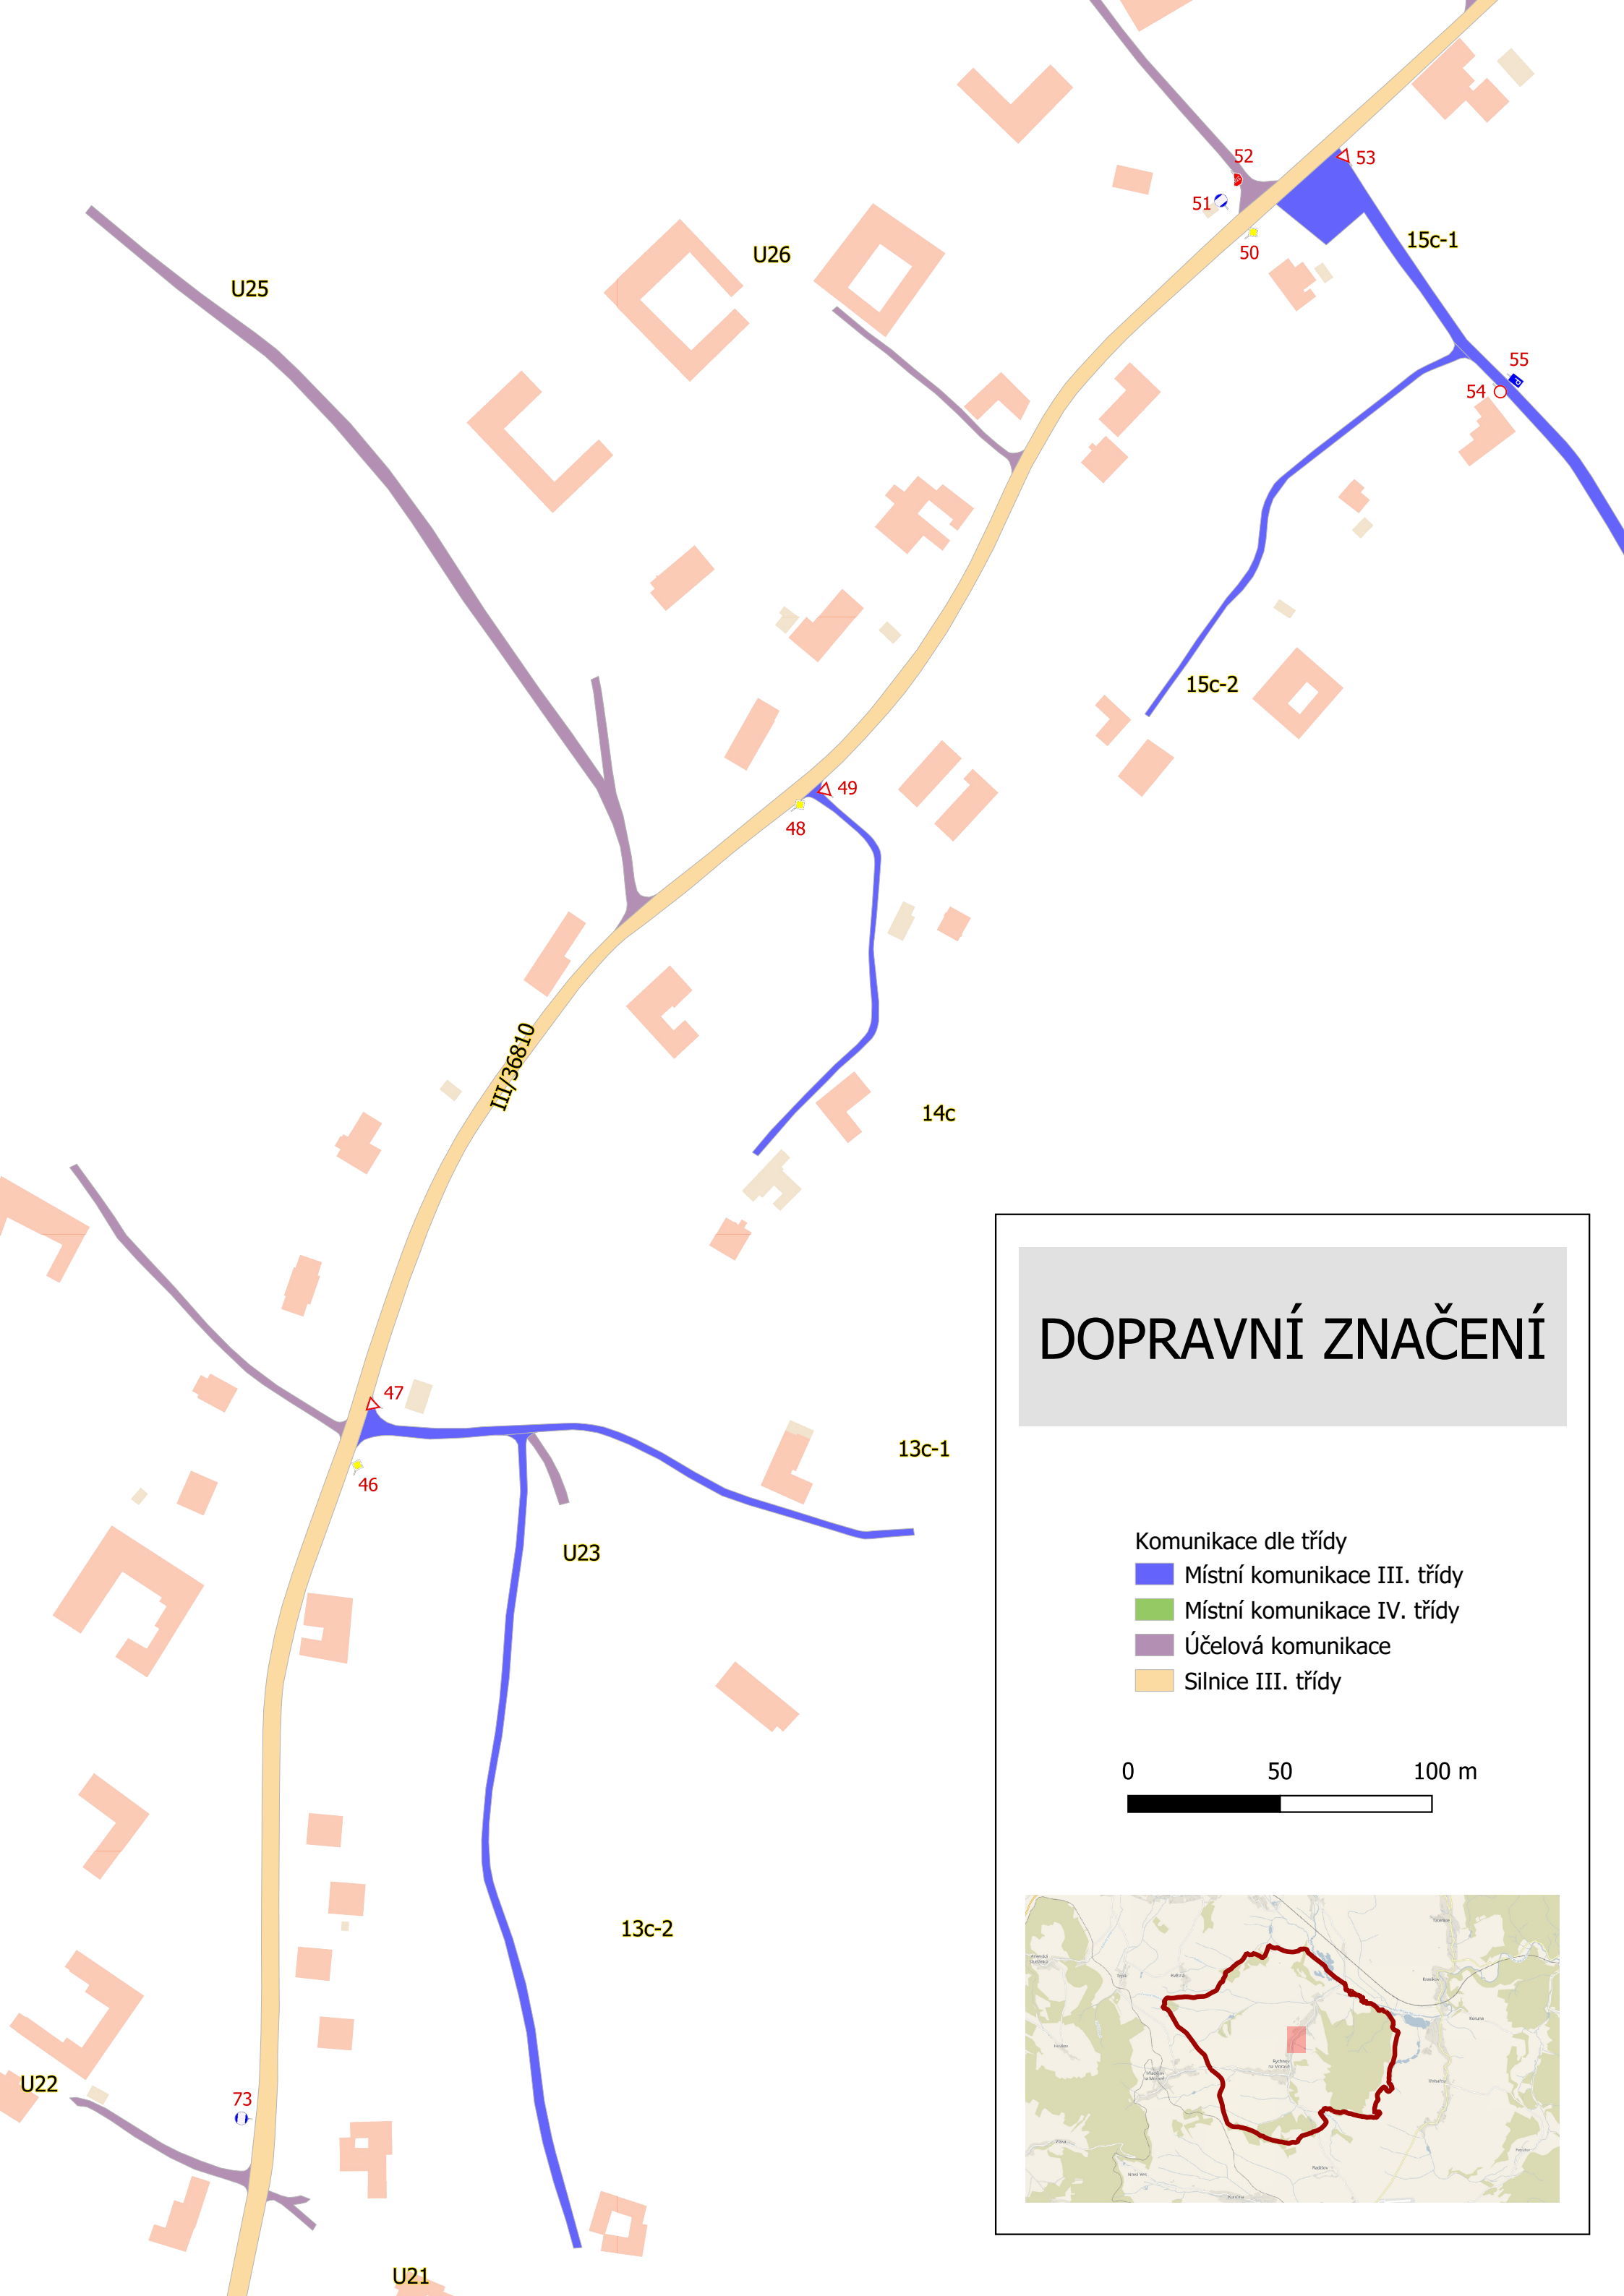 52
53
51
15c-1
50
U26
U25
55
54
15c-2
49
48
III/36810
14c
DOPRAVNÍ ZNAČENÍ
47
13c-1
46
U23
Komunikace dle třídy
Místní komunikace III. třídy
Místní komunikace IV. třídy
Účelová komunikace
Silnice III. třídy
0 50 100 m
13c-2
U22
73
U21